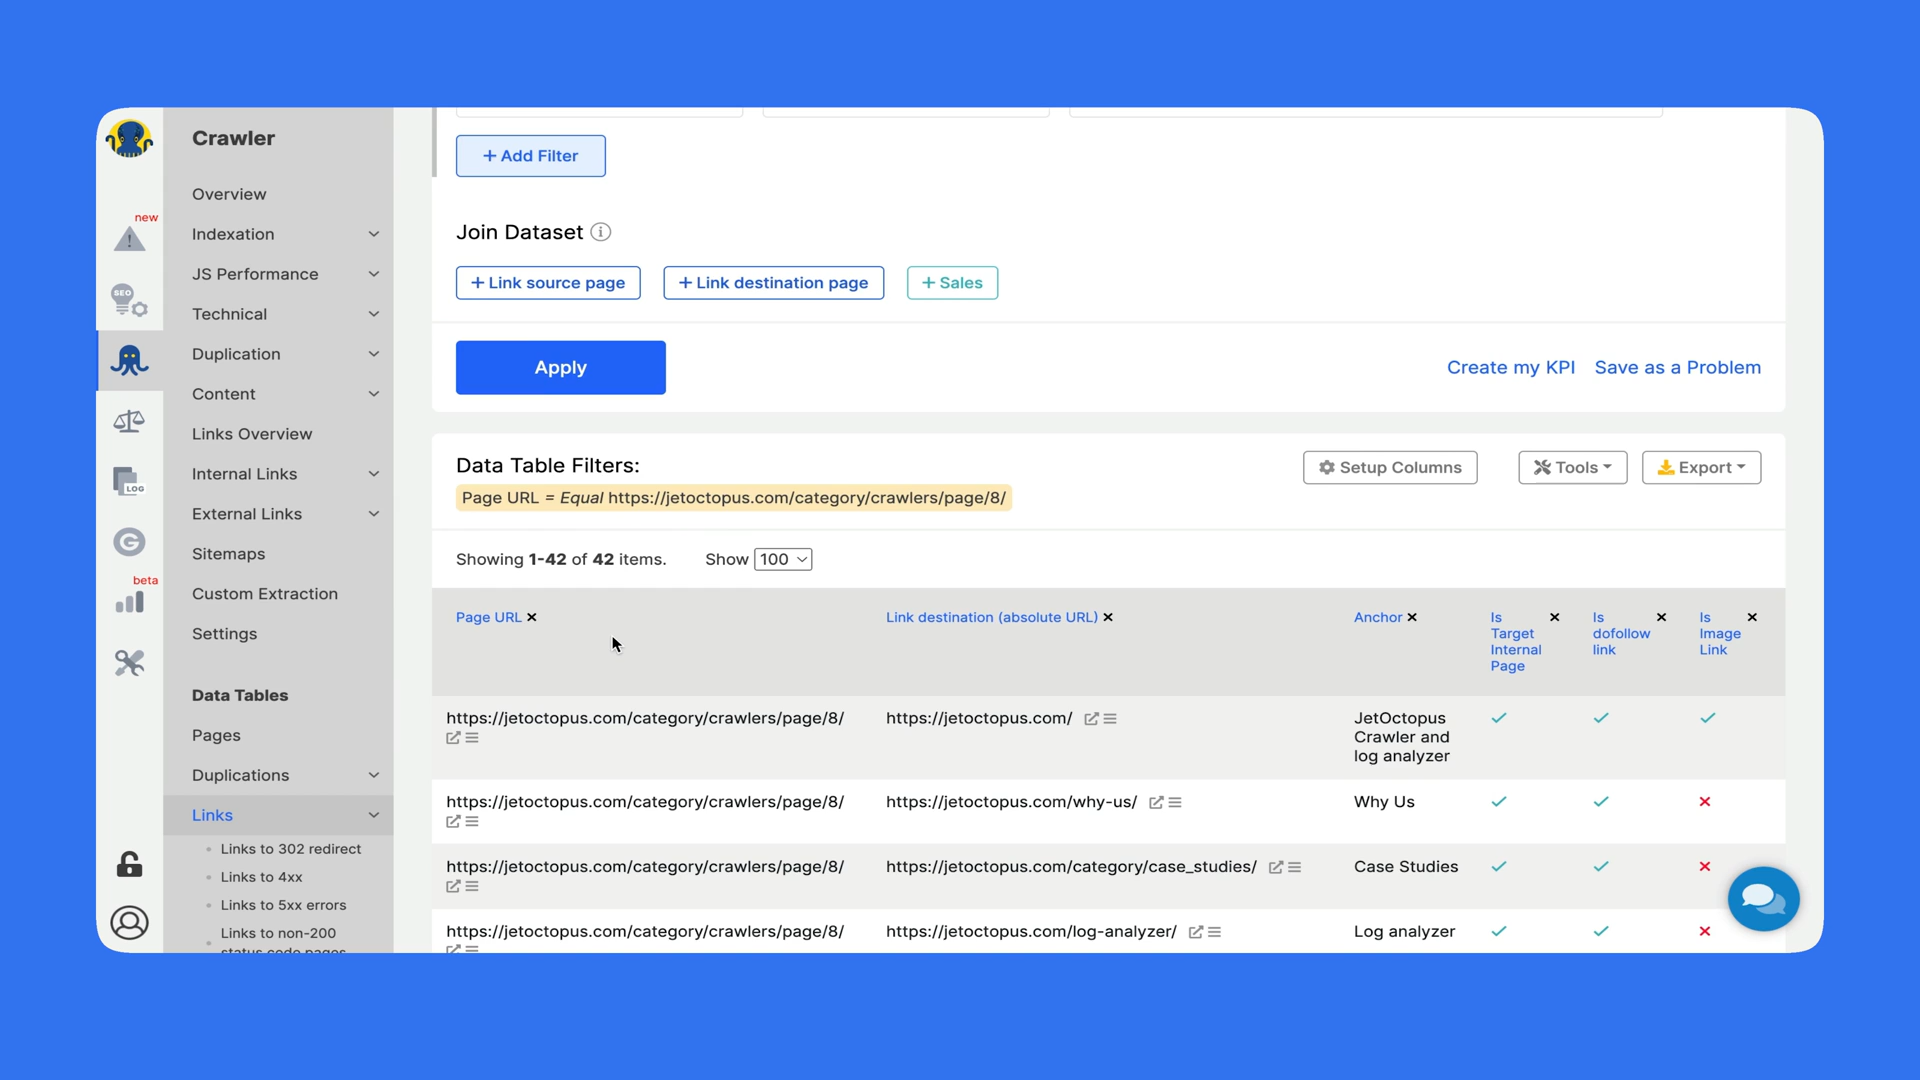 Crawler
new
SEO
LOG
beta
Overview
Indexation
JS Performance
Technical
Duplication
Content
Links Overview
Internal Links
External Links
Sitemaps
Custom Extraction
Settings
Data Tables
Pages
Duplications
Links
Links to 302 redirect
Links to 4xx
Links to 5xx errors
Links to non-200
status code pages
+ Add Filter
Join Dataset
+ Link source page + Link destination page + Sales
Apply
Create my KPI Save as a Problem
Data Table Filters:
Setup Columns Tools Export
Page URL = Equal https://jetoctopus.com/category/crawlers/page/8/
Showing 1-42 of 42 items. Show 100
Page URL × Link destination (absolute URL) × Anchor × Is Target Internal Page × Is dofollow link × Is Image Link ×
https://jetoctopus.com/category/crawlers/page/8/ https://jetoctopus.com/ JetOctopus
Crawler and
log analyzer
https://jetoctopus.com/category/crawlers/page/8/ https://jetoctopus.com/why-us/ Why Us
https://jetoctopus.com/category/crawlers/page/8/ https://jetoctopus.com/category/case_studies/ Case Studies
https://jetoctopus.com/category/crawlers/page/8/ https://jetoctopus.com/log-analyzer/ Log analyzer